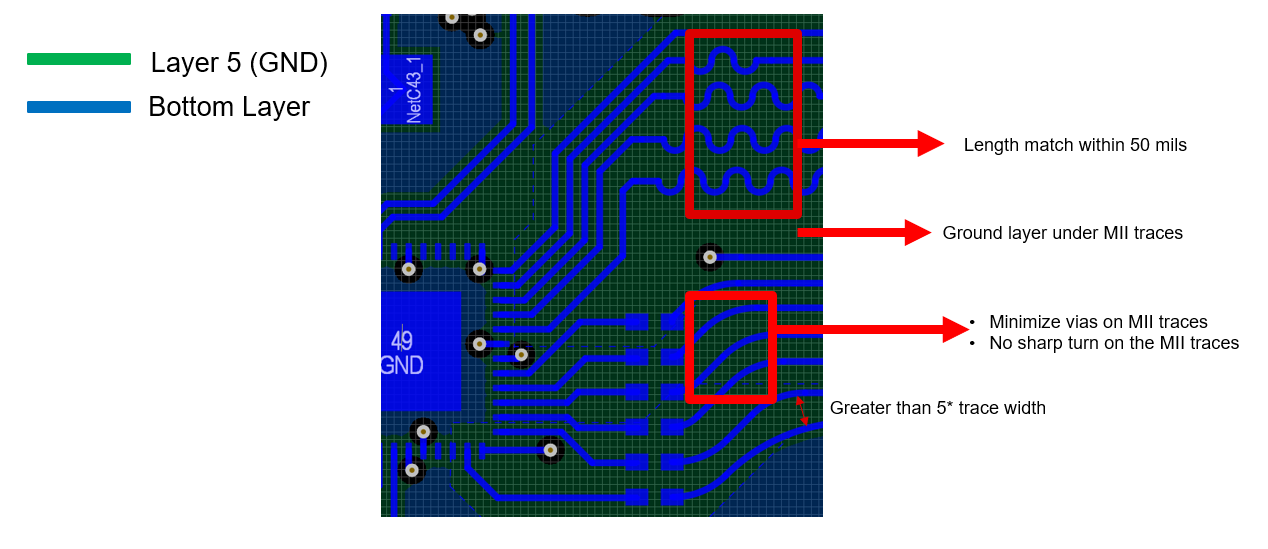 Layer 5 (GND)
Bottom Layer
1
NetC43_1
Length match within 50 mils
Ground layer under MII traces
• Minimize vias on MII traces
• No sharp turn on the MII traces
49
GND
Greater than 5* trace width